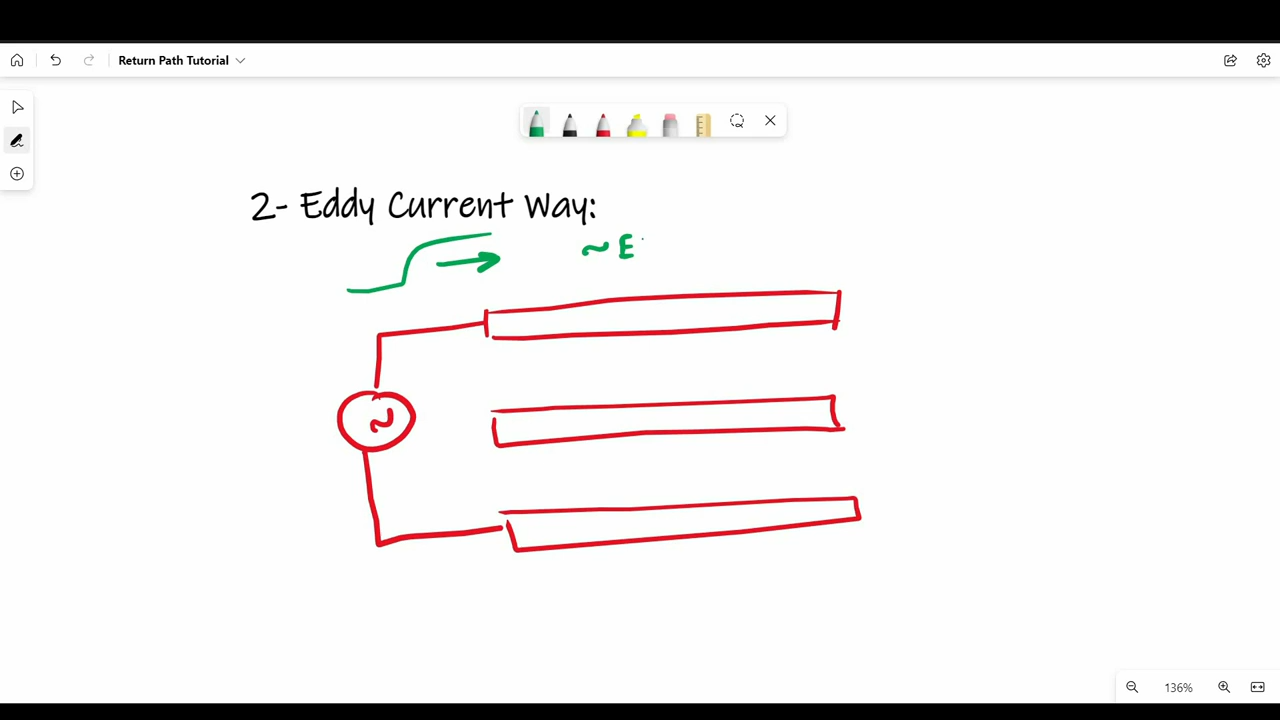 Return Path Tutorial
2- Eddy Current Way:
~ E
~
136%